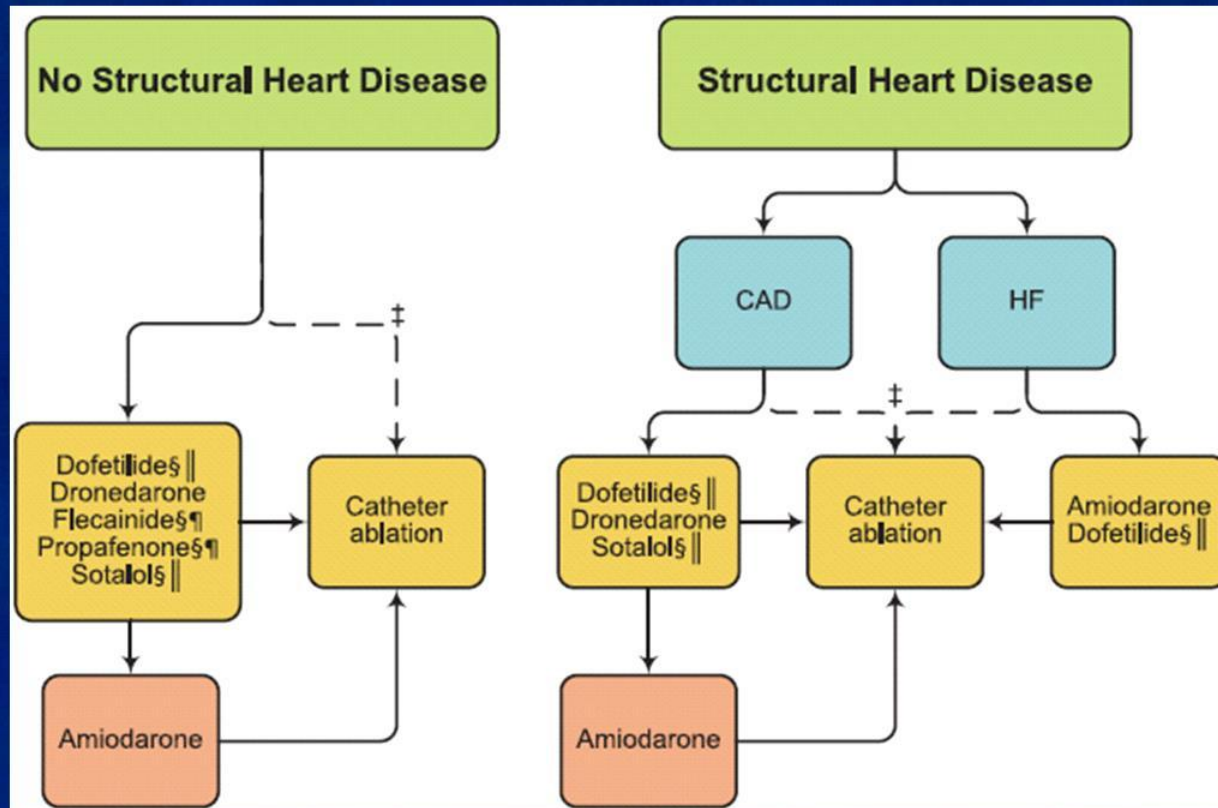 No Structural Heart Disease
Structural Heart Disease
CAD
HF
‡
‡
Dofetilide§||
Dronedarone
Flecainide§¶
Propafenone§¶
Sotalol§||
Catheter
ablation
Dofetilide§||
Dronedarone
Sotalol§||
Catheter
ablation
Amiodarone
Dofetilide§||
Amiodarone
Amiodarone